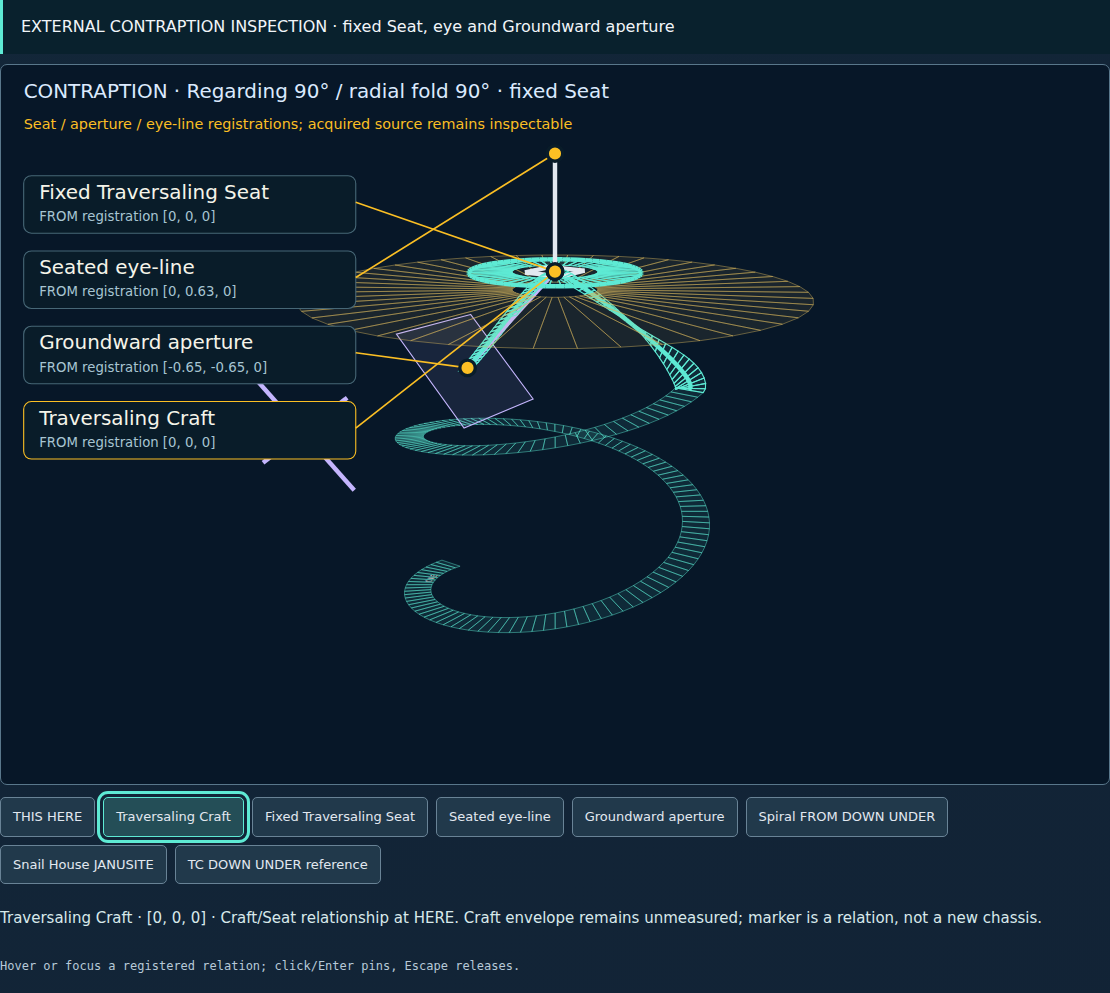 EXTERNAL CONTRAPTION INSPECTION · fixed Seat, eye and Groundward aperture
CONTRAPTION · Regarding 90° / radial fold 90° · fixed Seat
Seat / aperture / eye-line registrations; acquired source remains inspectable
Fixed Traversaling Seat
FROM registration [0, 0, 0]
Seated eye-line
FROM registration [0, 0.63, 0]
Groundward aperture
FROM registration [-0.65, -0.65, 0]
Traversaling Craft
FROM registration [0, 0, 0]
THIS HERE
Traversaling Craft
Fixed Traversaling Seat
Seated eye-line
Groundward aperture
Spiral FROM DOWN UNDER
Snail House JANUSITE
TC DOWN UNDER reference
Traversaling Craft · [0, 0, 0] · Craft/Seat relationship at HERE. Craft envelope remains unmeasured; marker is a relation, not a new chassis.
Hover or focus a registered relation; click/Enter pins, Escape releases.